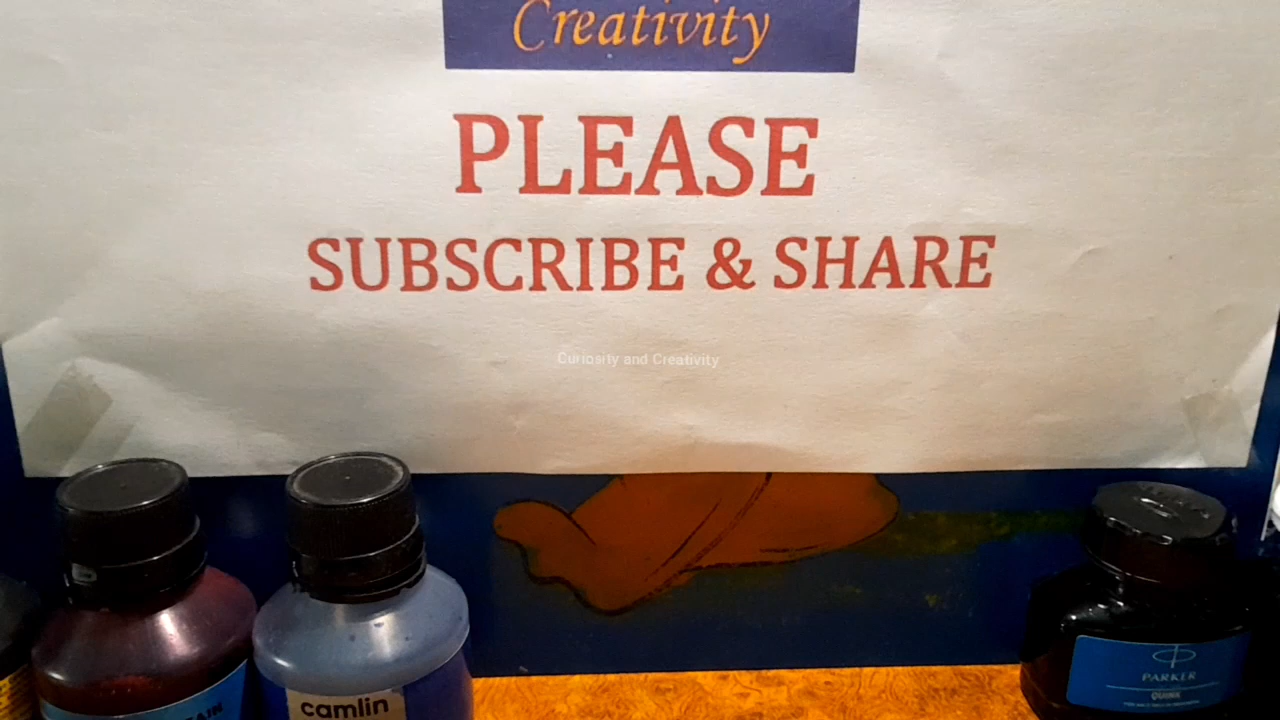 Creativity
PLEASE
SUBSCRIBE & SHARE
Curiosity and Creativity
camlin
PARKER
QUINK